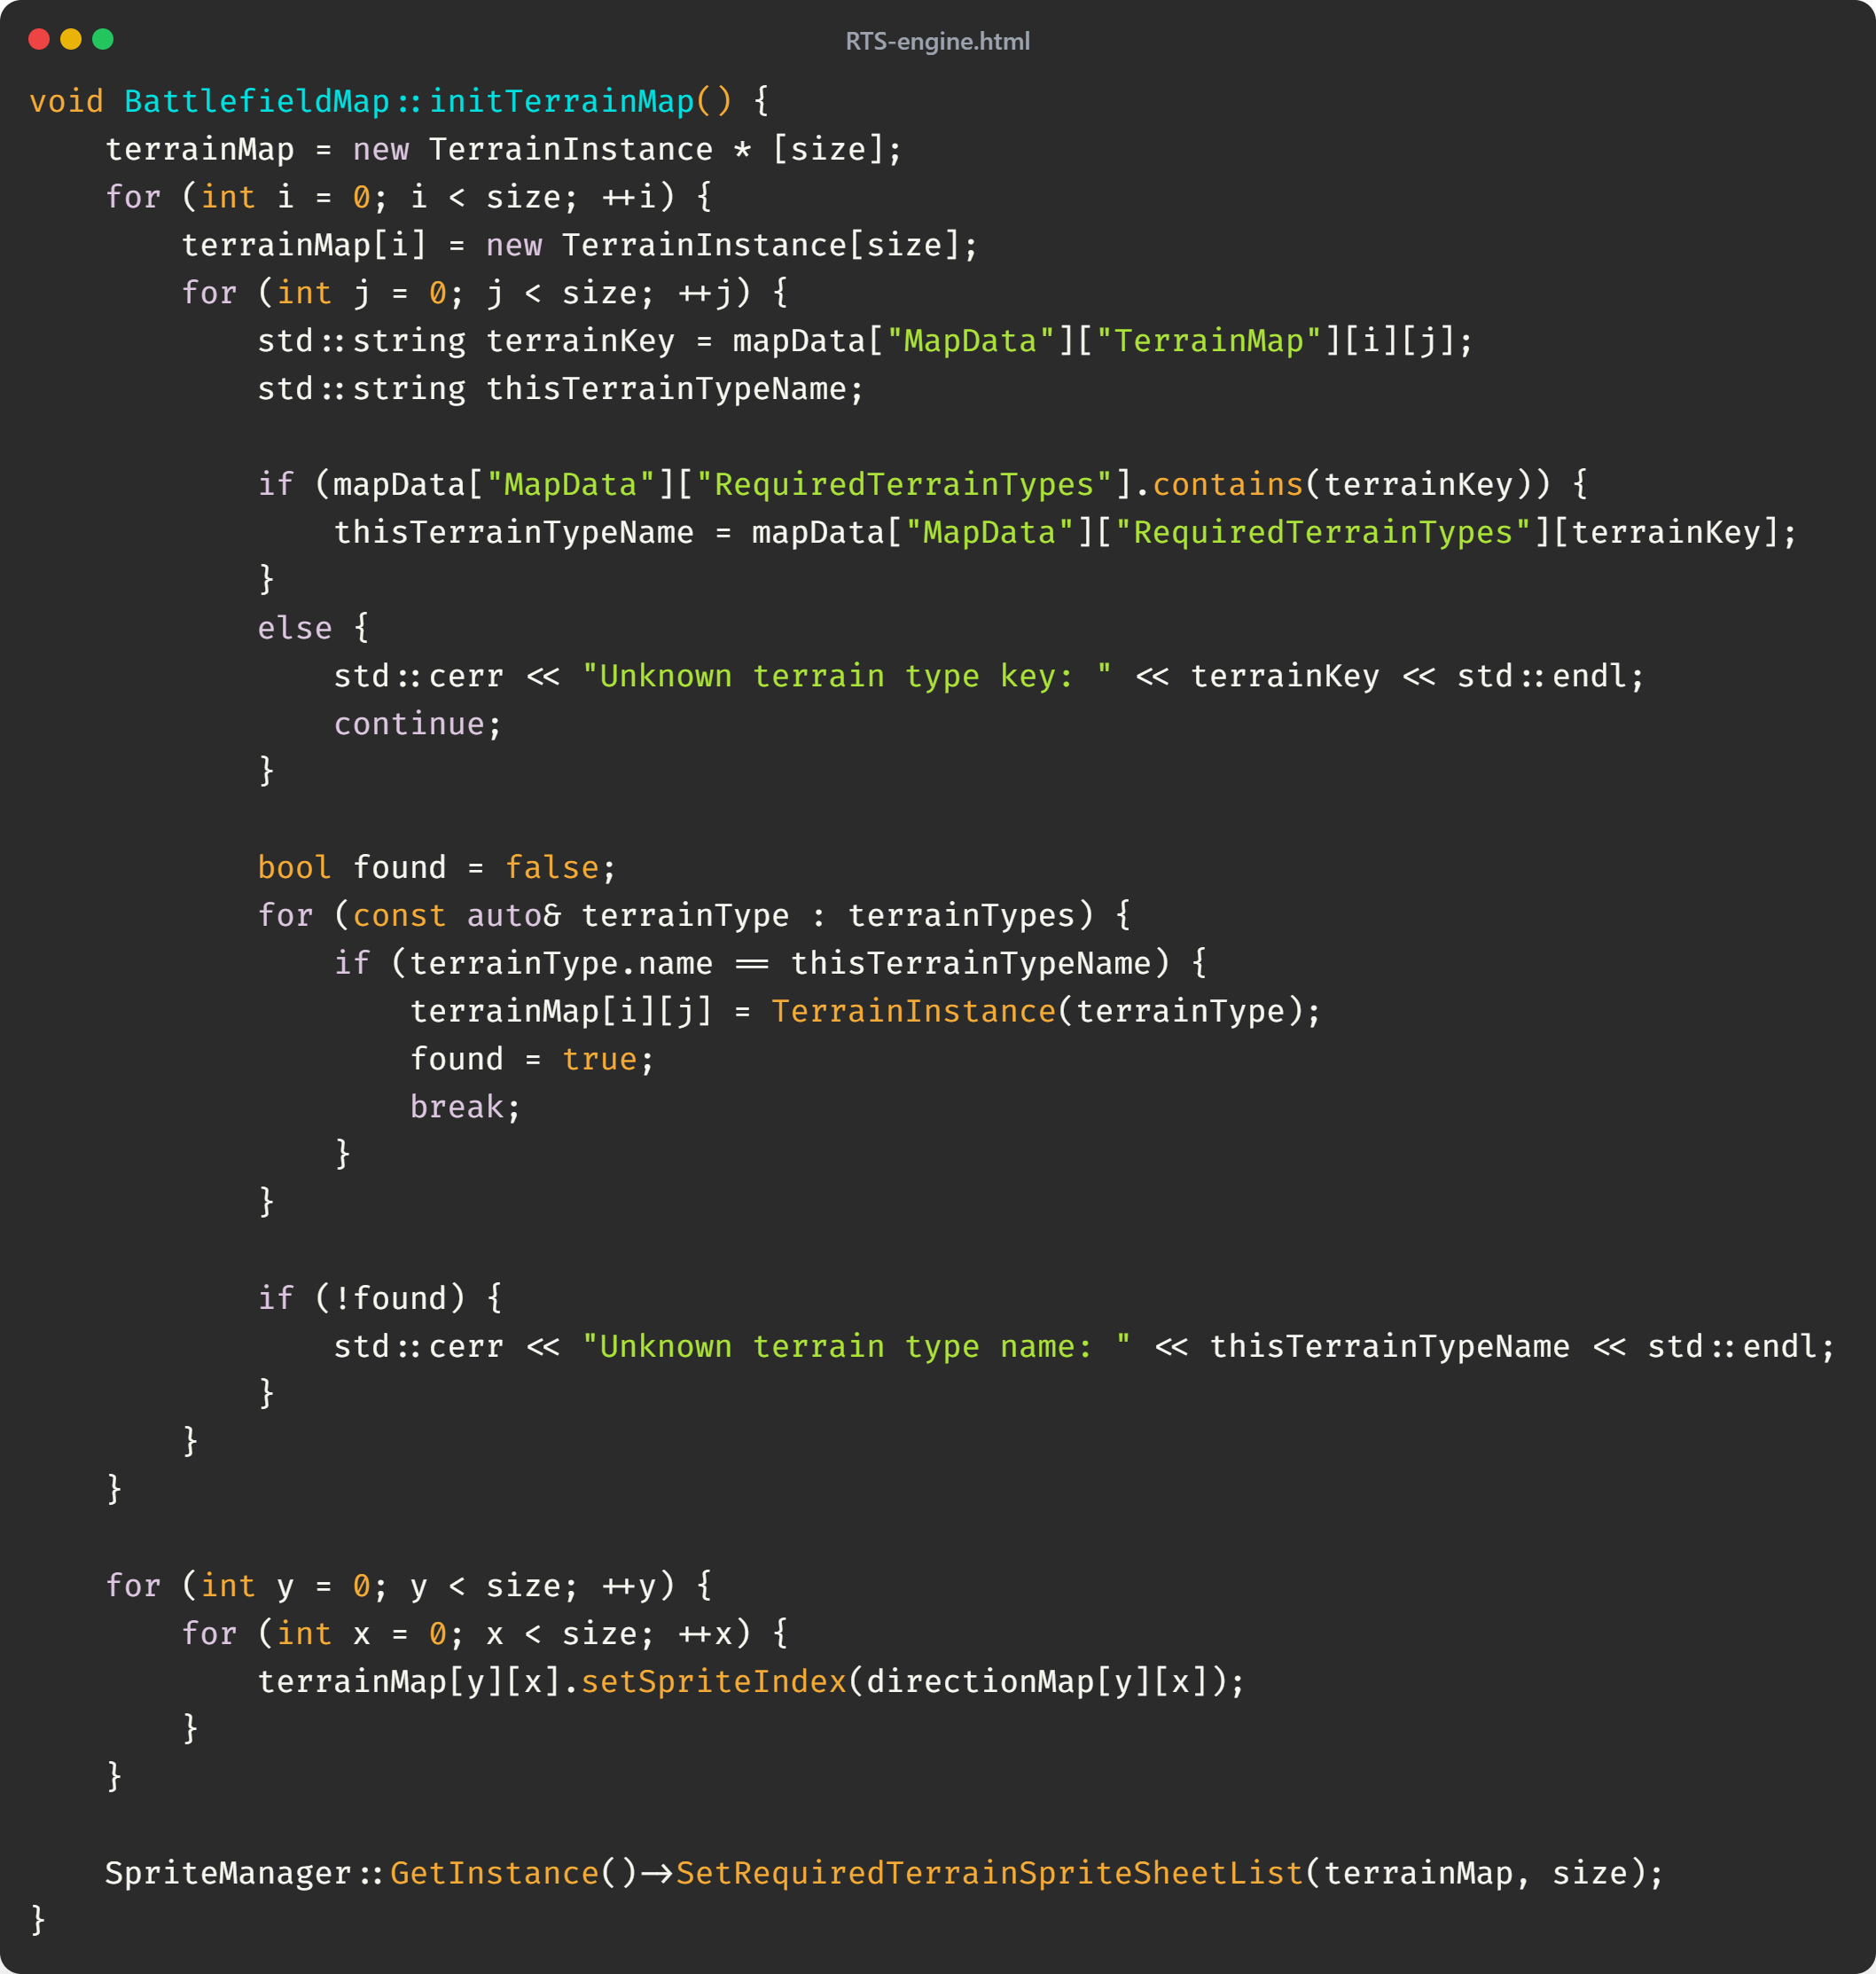 RTS-engine.html
void BattlefieldMap::initTerrainMap() {
    terrainMap = new TerrainInstance * [size];
    for (int i = 0; i < size; ++i) {
        terrainMap[i] = new TerrainInstance[size];
        for (int j = 0; j < size; ++j) {
            std::string terrainKey = mapData["MapData"]["TerrainMap"][i][j];
            std::string thisTerrainTypeName;

            if (mapData["MapData"]["RequiredTerrainTypes"].contains(terrainKey)) {
                thisTerrainTypeName = mapData["MapData"]["RequiredTerrainTypes"][terrainKey];
            }
            else {
                std::cerr << "Unknown terrain type key: " << terrainKey << std::endl;
                continue;
            }

            bool found = false;
            for (const auto& terrainType : terrainTypes) {
                if (terrainType.name == thisTerrainTypeName) {
                    terrainMap[i][j] = TerrainInstance(terrainType);
                    found = true;
                    break;
                }
            }

            if (!found) {
                std::cerr << "Unknown terrain type name: " << thisTerrainTypeName << std::endl;
            }
        }
    }

    for (int y = 0; y < size; ++y) {
        for (int x = 0; x < size; ++x) {
            terrainMap[y][x].setSpriteIndex(directionMap[y][x]);
        }
    }

    SpriteManager::GetInstance()->SetRequiredTerrainSpriteSheetList(terrainMap, size);
}